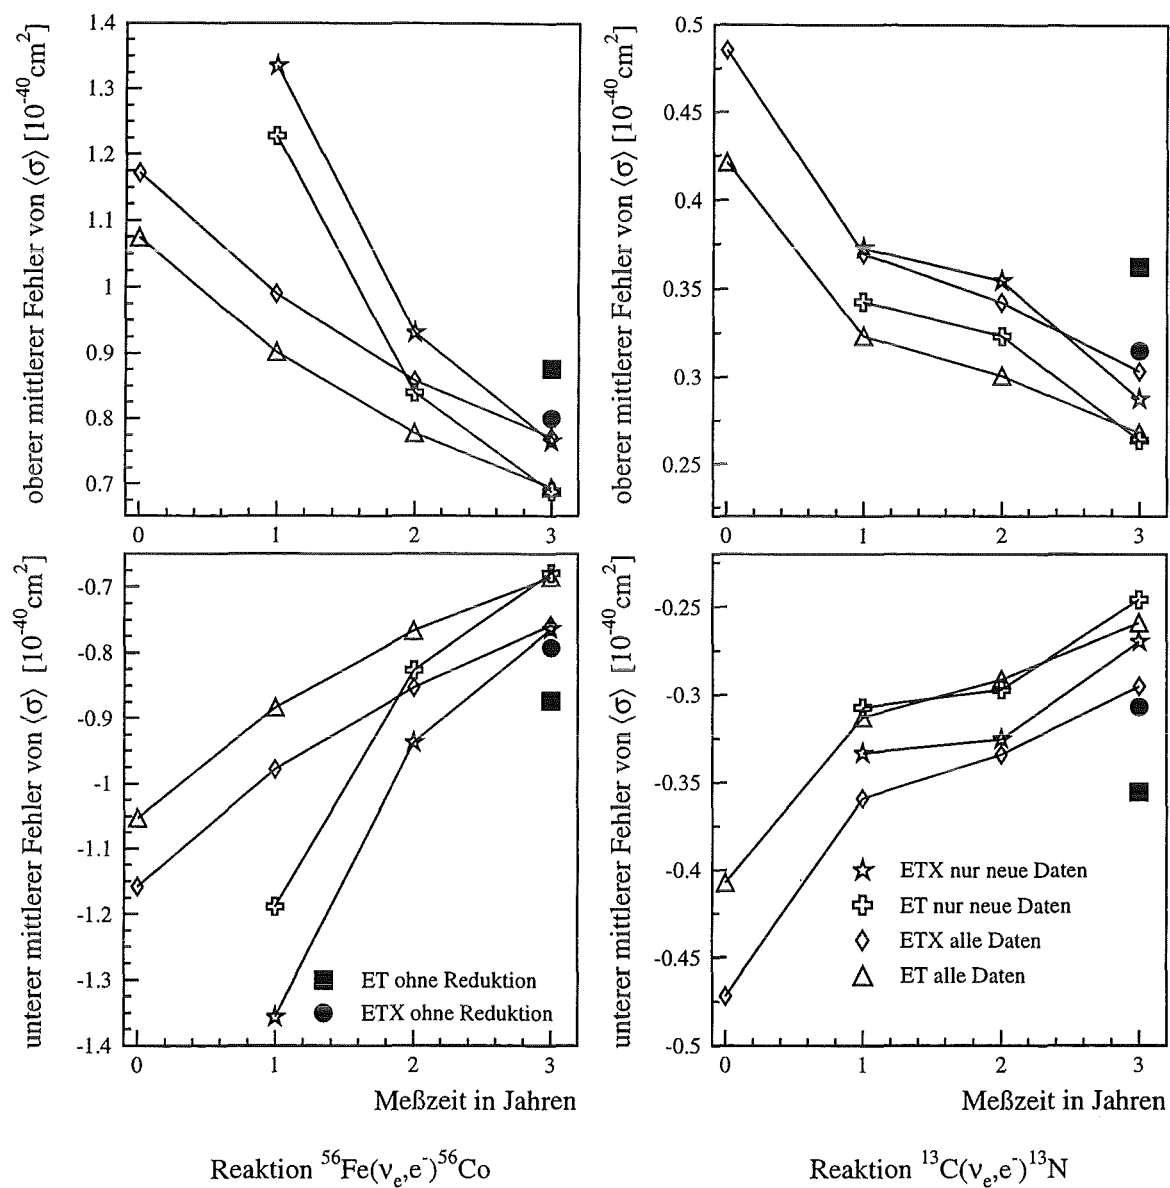 oberer mittlerer Fehler von ⟨σ⟩ [10⁻⁴⁰cm²]
1.4
1.3
1.2
1.1
1
0.9
0.8
0.7
0 1 2 3
oberer mittlerer Fehler von ⟨σ⟩ [10⁻⁴⁰cm²]
0.5
0.45
0.4
0.35
0.3
0.25
0 1 2 3
unterer mittlerer Fehler von ⟨σ⟩ [10⁻⁴⁰cm²]
-0.7
-0.8
-0.9
-1
-1.1
-1.2
-1.3
-1.4
ET ohne Reduktion
ETX ohne Reduktion
0 1 2 3
Meßzeit in Jahren
Reaktion ⁵⁶Fe(νₑ,e⁻)⁵⁶Co
unterer mittlerer Fehler von ⟨σ⟩ [10⁻⁴⁰cm²]
-0.25
-0.3
-0.35
-0.4
-0.45
-0.5
ETX nur neue Daten
ET nur neue Daten
ETX alle Daten
ET alle Daten
0 1 2 3
Meßzeit in Jahren
Reaktion ¹³C(νₑ,e⁻)¹³N